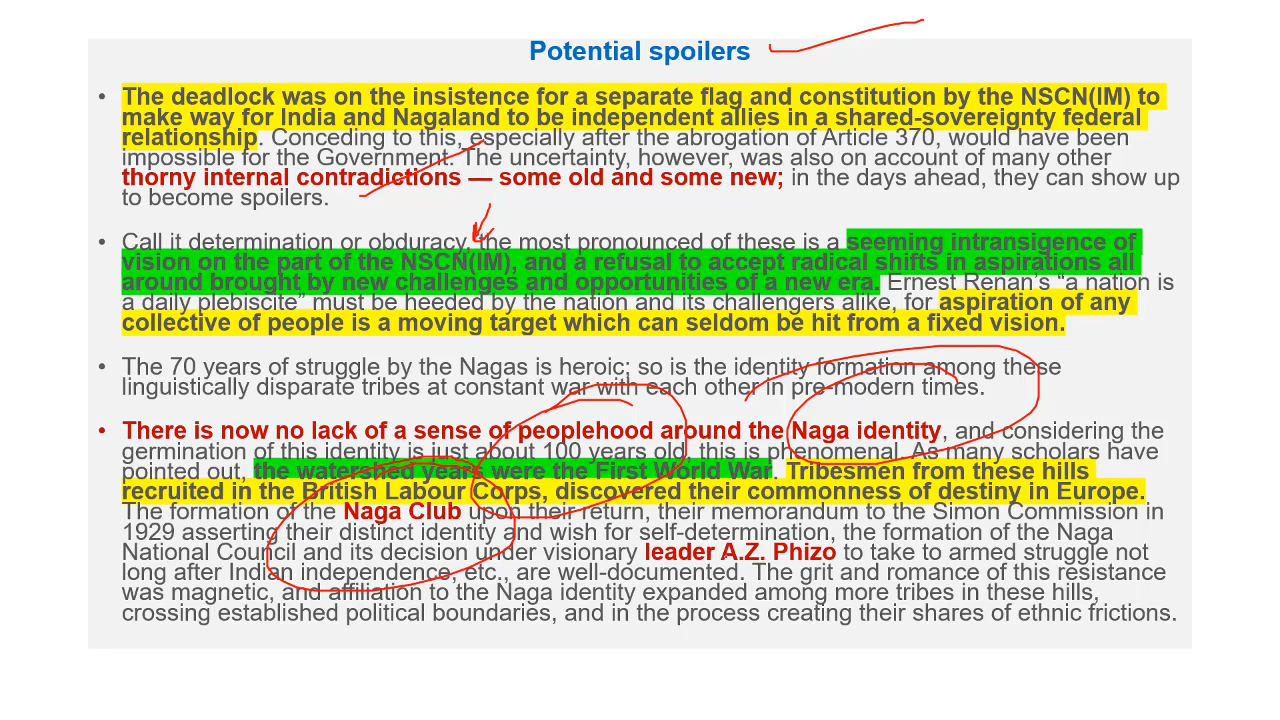 Potential spoilers
• The deadlock was on the insistence for a separate flag and constitution by the NSCN(IM) to
make way for India and Nagaland to be independent allies in a shared-sovereignty federal
relationship. Conceding to this, especially after the abrogation of Article 370, would have been
impossible for the Government. The uncertainty, however, was also on account of many other
thorny internal contradictions — some old and some new; in the days ahead, they can show up
to become spoilers.
• Call it determination or obduracy, the most pronounced of these is a seeming intransigence of
vision on the part of the NSCN(IM), and a refusal to accept radical shifts in aspirations all
around brought by new challenges and opportunities of a new era. Ernest Renan’s “a nation is
a daily plebiscite” must be heeded by the nation and its challengers alike, for aspiration of any
collective of people is a moving target which can seldom be hit from a fixed vision.
• The 70 years of struggle by the Nagas is heroic; so is the identity formation among these
linguistically disparate tribes at constant war with each other in pre-modern times.
• There is now no lack of a sense of peoplehood around the Naga identity, and considering the
germination of this identity is just about 100 years old, this is phenomenal. As many scholars have
pointed out, the watershed years were the First World War. Tribesmen from these hills
recruited in the British Labour Corps, discovered their commonness of destiny in Europe.
The formation of the Naga Club upon their return, their memorandum to the Simon Commission in
1929 asserting their distinct identity and wish for self-determination, the formation of the Naga
National Council and its decision under visionary leader A.Z. Phizo to take to armed struggle not
long after Indian independence, etc., are well-documented. The grit and romance of this resistance
was magnetic, and affiliation to the Naga identity expanded among more tribes in these hills,
crossing established political boundaries, and in the process creating their shares of ethnic frictions.